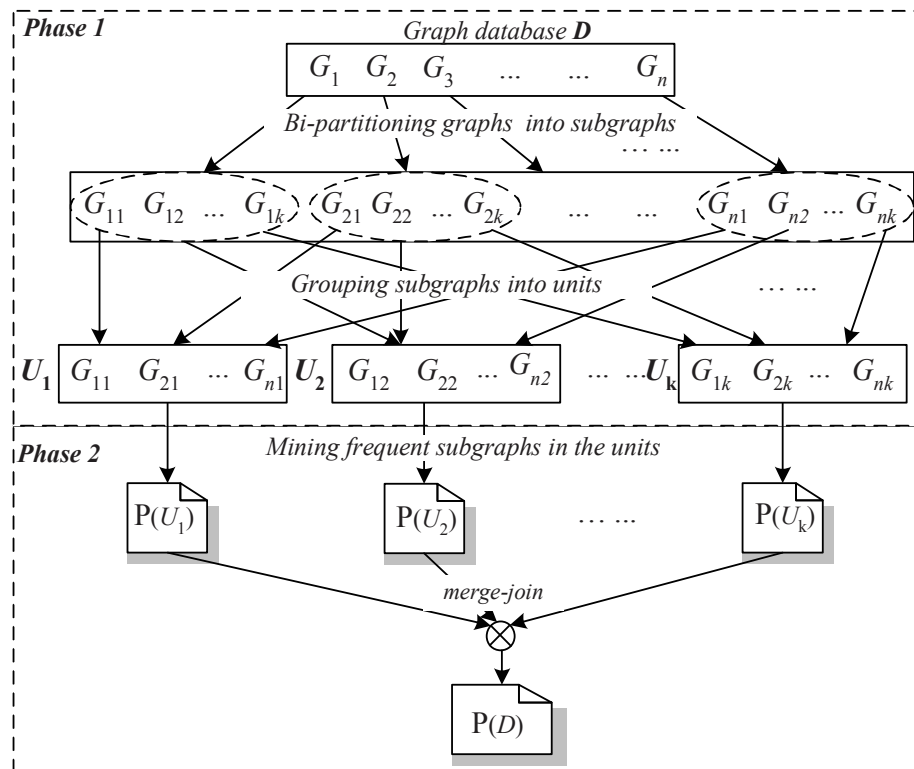 Phase 1
Graph database D
G1 G2 G3 ... ... Gn
Bi-partitioning graphs into subgraphs
... ...
G11 G12 ... G1k G21 G22 ... G2k ... ... Gn1 Gn2 ... Gnk
Grouping subgraphs into units
... ...
U1 G11 G21 ... Gn1 U2 G12 G22 ... Gn2 ... ... Uk G1k G2k ... Gnk
Phase 2
Mining frequent subgraphs in the units
P(U1) P(U2) ... ... P(Uk)
merge-join
P(D)